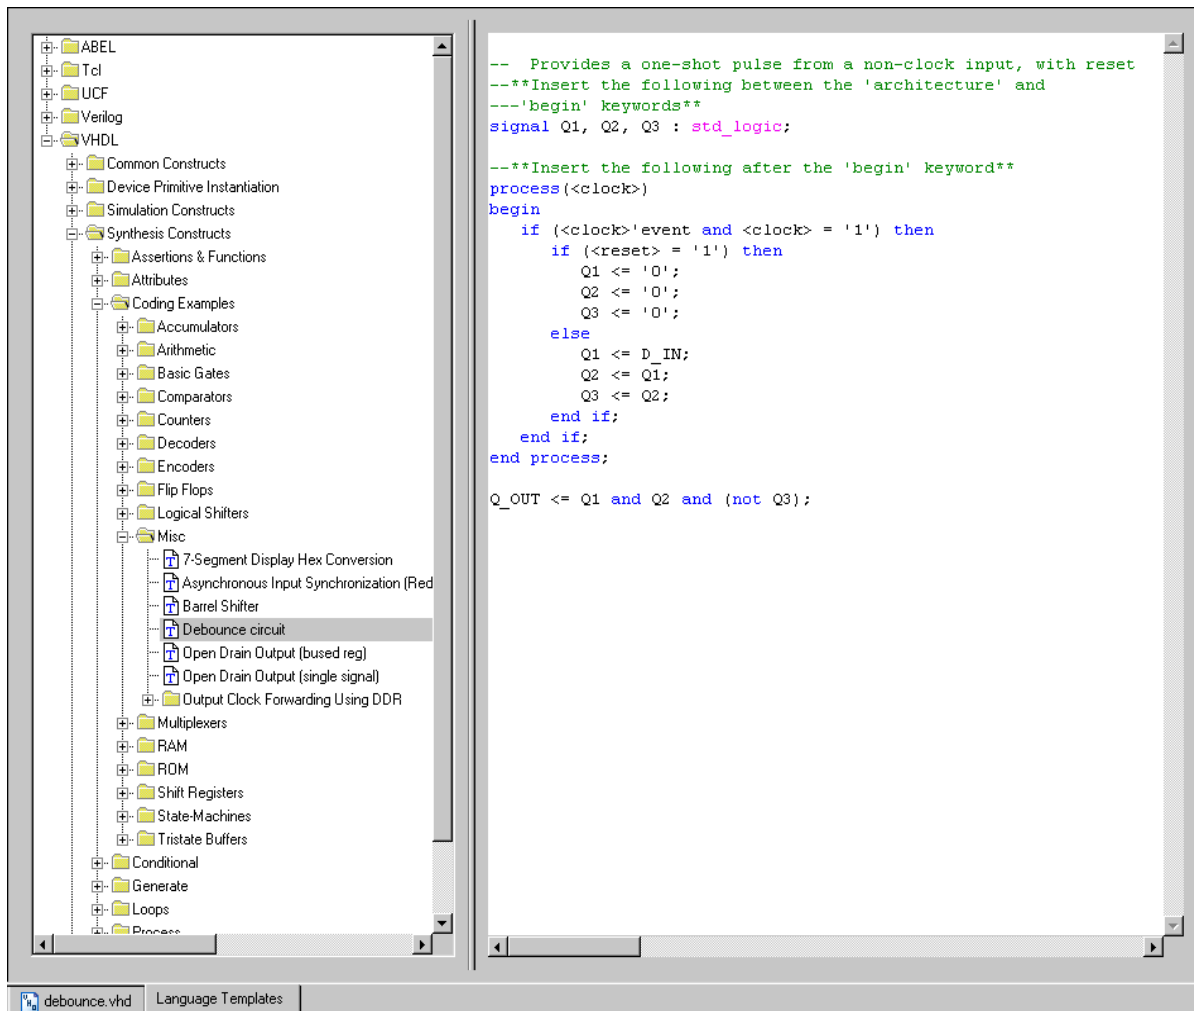 ABEL
Tcl
UCF
Verilog
VHDL
Common Constructs
Device Primitive Instantiation
Simulation Constructs
Synthesis Constructs
Assertions & Functions
Attributes
Coding Examples
Accumulators
Arithmetic
Basic Gates
Comparators
Counters
Decoders
Encoders
Flip Flops
Logical Shifters
Misc
7-Segment Display Hex Conversion
Asynchronous Input Synchronization (Red
Barrel Shifter
Debounce circuit
Open Drain Output (bused reg)
Open Drain Output (single signal)
Output Clock Forwarding Using DDR
Multiplexers
RAM
ROM
Shift Registers
State-Machines
Tristate Buffers
Conditional
Generate
Loops
Process
--  Provides a one-shot pulse from a non-clock input, with reset
--**Insert the following between the 'architecture' and
---'begin' keywords**
signal Q1, Q2, Q3 : std_logic;
--**Insert the following after the 'begin' keyword**
process(<clock>)
begin
   if (<clock>'event and <clock> = '1') then
      if (<reset> = '1') then
         Q1 <= '0';
         Q2 <= '0';
         Q3 <= '0';
      else
         Q1 <= D_IN;
         Q2 <= Q1;
         Q3 <= Q2;
      end if;
   end if;
end process;
Q_OUT <= Q1 and Q2 and (not Q3);
debounce.vhd
Language Templates